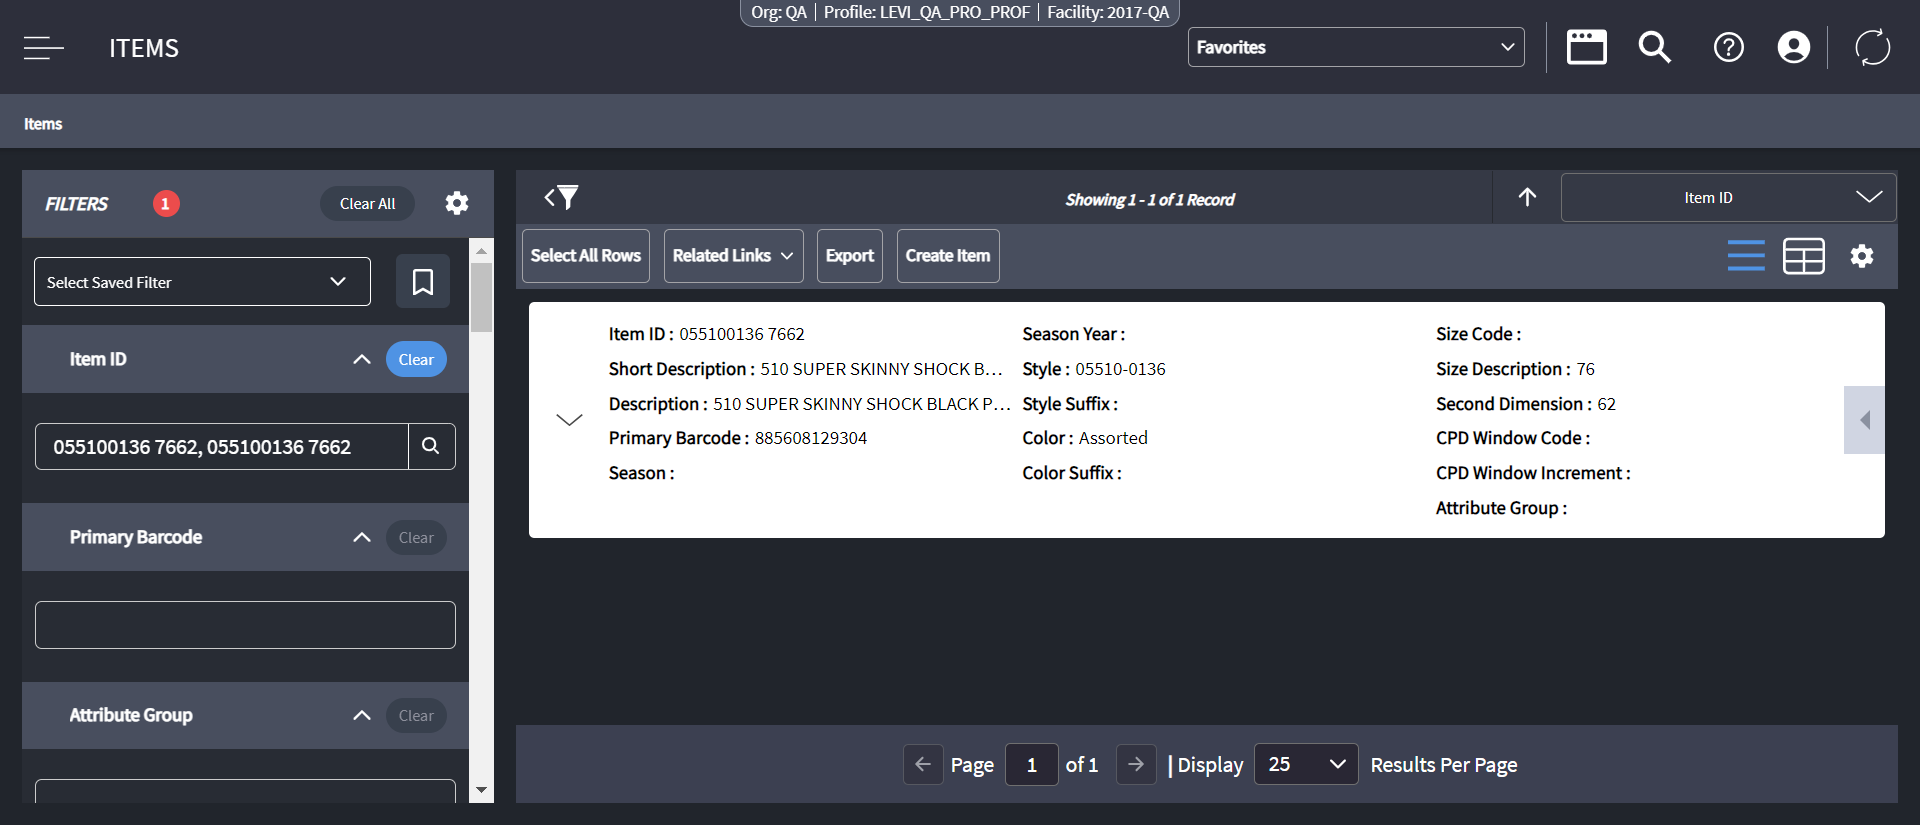 Org: QA | Profile: LEVI_QA_PRO_PROF | Facility: 2017-QA
ITEMS
Favorites
Items
FILTERS 1 Clear All
Select Saved Filter
Item ID Clear
055100136 7662, 055100136 7662
Primary Barcode Clear
Attribute Group Clear
Showing 1 - 1 of 1 Record
Item ID
Select All Rows Related Links Export Create Item
Item ID : 055100136 7662
Short Description : 510 SUPER SKINNY SHOCK B...
Description : 510 SUPER SKINNY SHOCK BLACK P...
Primary Barcode : 885608129304
Season :
Season Year :
Style : 05510-0136
Style Suffix :
Color : Assorted
Color Suffix :
Size Code :
Size Description : 76
Second Dimension : 62
CPD Window Code :
CPD Window Increment :
Attribute Group :
Page 1 of 1 | Display 25 Results Per Page